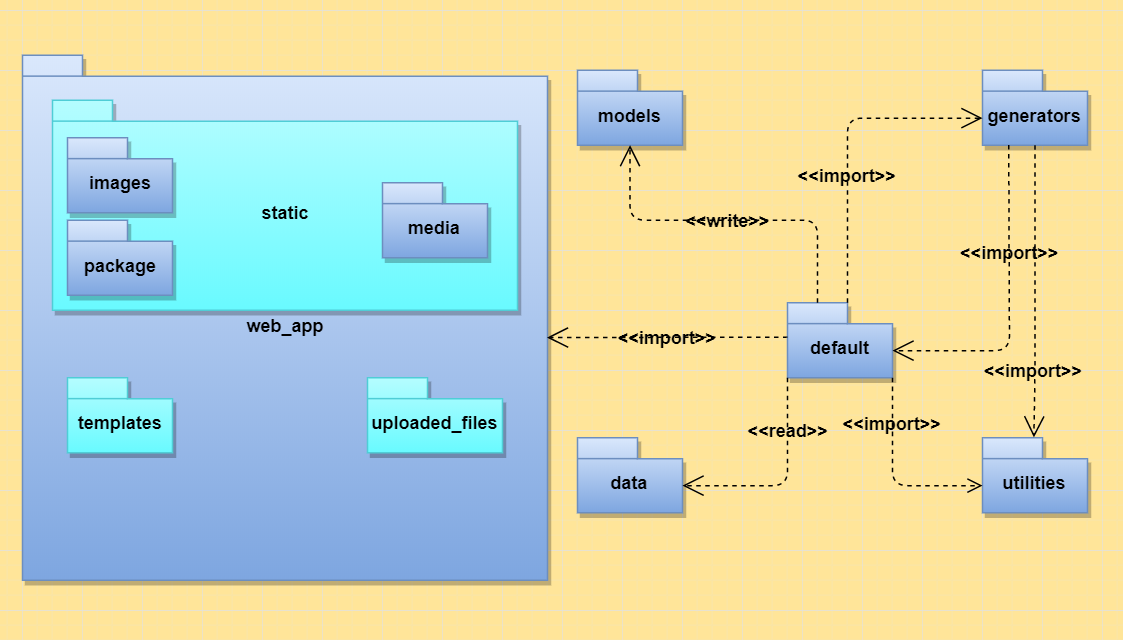 models
generators
images
static
media
package
web_app
templates
uploaded_files
<<import>>
<<write>>
<<import>>
<<import>>
default
<<import>>
<<read>>
<<import>>
data
utilities